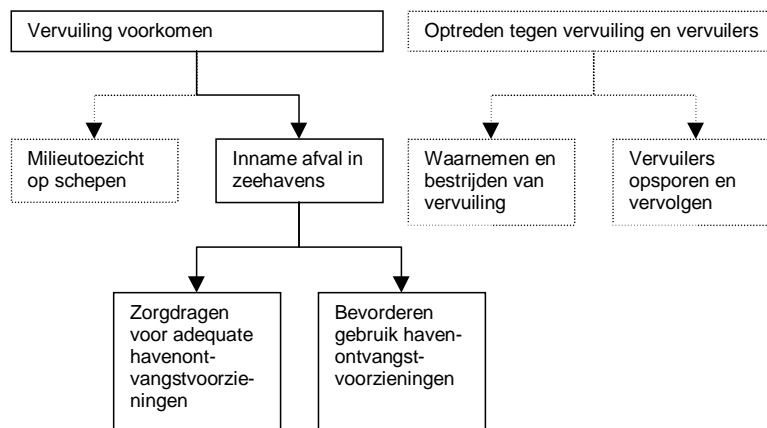 Vervuiling voorkomen
Optreden tegen vervuiling en vervuilers
Milieutoezicht
op schepen
Inname afval in
zeehavens
Waarnemen en
bestrijden van
vervuiling
Vervuilers
opsporen en
vervolgen
Zorgdragen
voor adequate
havenont-
vangstvoorzie-
ningen
Bevorderen
gebruik haven-
ontvangst-
voorzieningen